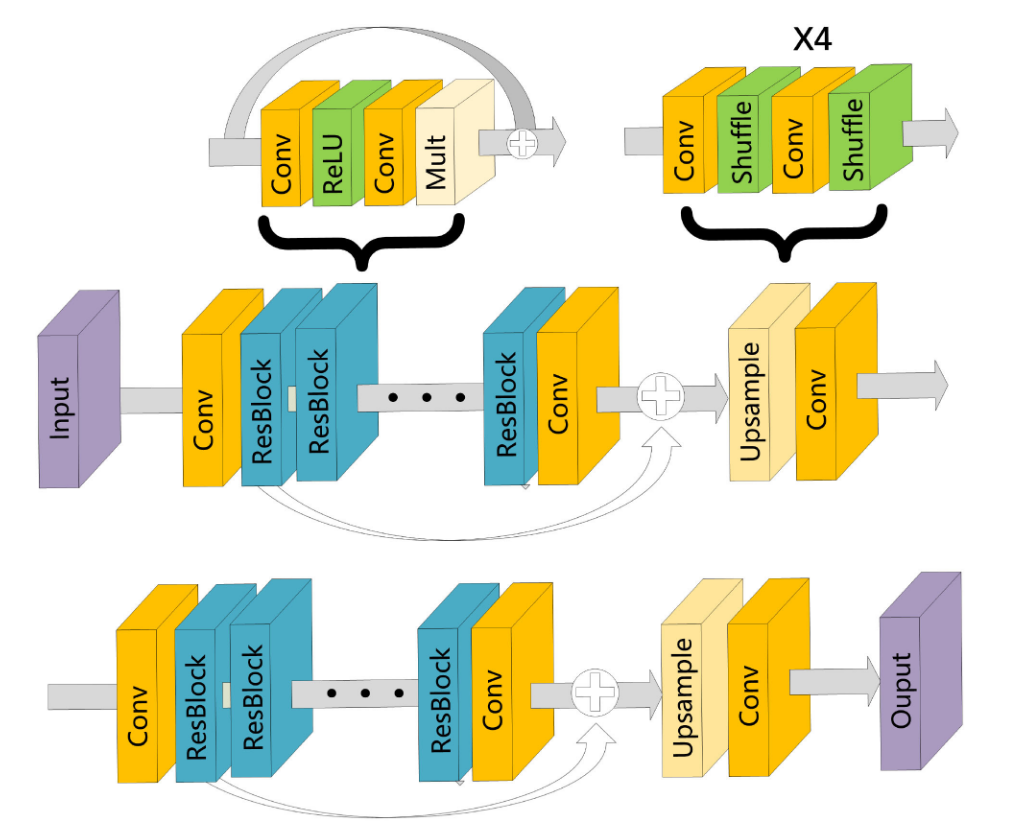 X4
Conv
ReLU
Conv
Mult
Conv
Shuffle
Conv
Shuffle
Input
Conv
ResBlock
ResBlock
ResBlock
Conv
Upsample
Conv
Conv
ResBlock
ResBlock
ResBlock
Conv
Upsample
Conv
Ouput